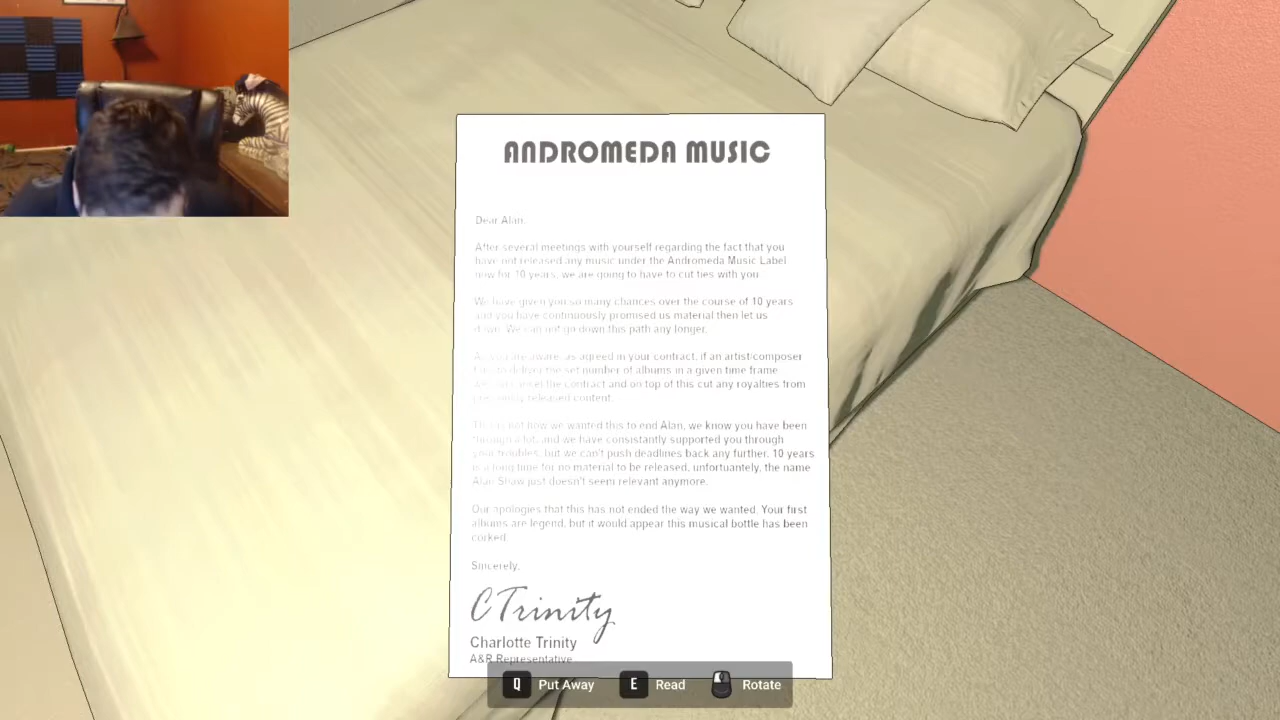 ANDROMEDA MUSIC
Dear Alan,
After several meetings with yourself regarding the fact that you
have not released any music under the Andromeda Music Label
now for 10 years, we are going to have to cut ties with you
We have given you so many chances over the course of 10 years
and you have continuously promised us material then let us
down. We can not go down this path any longer.
As you are aware, as agreed in your contract, if an artist/composer
fails to deliver the set number of albums in a given time frame
the contract and on top of this cut any royalties from
previously released content.
This is not how we wanted this to end Alan, we know you have been
through a lot, and we have consistently supported you through
your troubles, but we can't push deadlines back any further. 10 years
is a long time for no material to be released, unfortuantely, the name
Alan Shaw just doesn't seem relevant anymore.
Our apologies that this has not ended the way we wanted. Your first
albums are legend, but it would appear this musical bottle has been
corked.
Sincerely,
CTrinity
Charlotte Trinity
A&R Representative
Q Put Away E Read Rotate